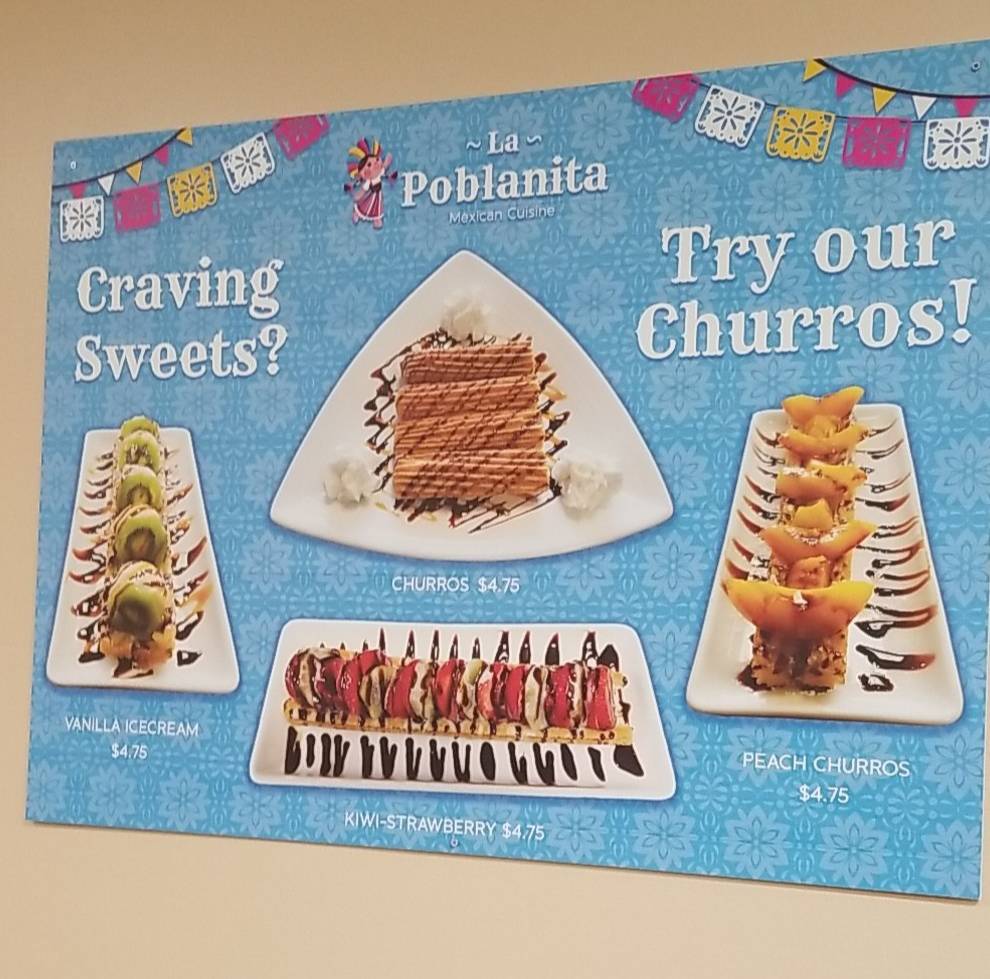 ~ La ~
Poblanita
Mexican Cuisine
Craving
Sweets?
Try our
Churros!
CHURROS $4.75
VANILLA ICECREAM
$4.75
KIWI-STRAWBERRY $4.75
PEACH CHURROS
$4.75